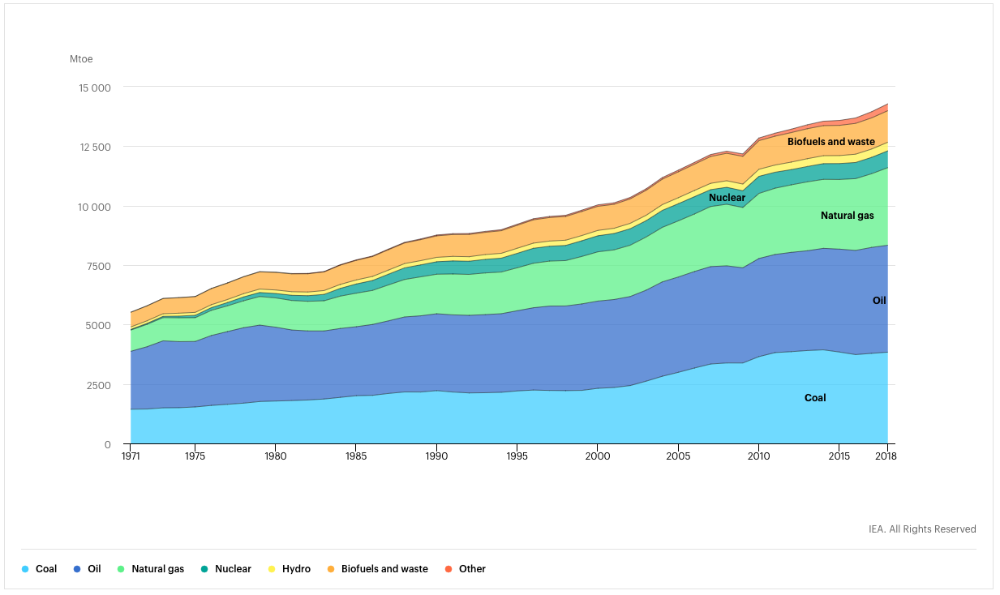 Mtoe
15 000
12 500
10 000
7500
5000
2500
0
Biofuels and waste
Nuclear
Natural gas
Oil
Coal
1971 1975 1980 1985 1990 1995 2000 2005 2010 2015 2018
IEA. All Rights Reserved
Coal Oil Natural gas Nuclear Hydro Biofuels and waste Other